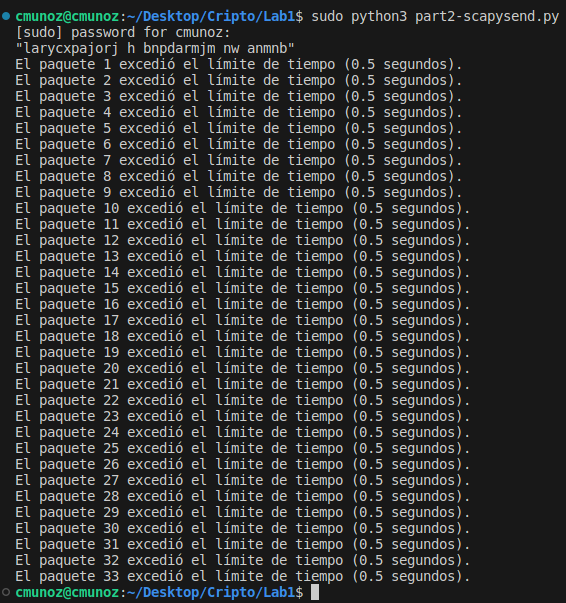 cmunoz@cmunoz:~/Desktop/Cripto/Lab1$ sudo python3 part2-scapysend.py
[sudo] password for cmunoz:
"larycxpajorj h bnpdarmjm nw anmnb"
El paquete 1 excedió el límite de tiempo (0.5 segundos).
El paquete 2 excedió el límite de tiempo (0.5 segundos).
El paquete 3 excedió el límite de tiempo (0.5 segundos).
El paquete 4 excedió el límite de tiempo (0.5 segundos).
El paquete 5 excedió el límite de tiempo (0.5 segundos).
El paquete 6 excedió el límite de tiempo (0.5 segundos).
El paquete 7 excedió el límite de tiempo (0.5 segundos).
El paquete 8 excedió el límite de tiempo (0.5 segundos).
El paquete 9 excedió el límite de tiempo (0.5 segundos).
El paquete 10 excedió el límite de tiempo (0.5 segundos).
El paquete 11 excedió el límite de tiempo (0.5 segundos).
El paquete 12 excedió el límite de tiempo (0.5 segundos).
El paquete 13 excedió el límite de tiempo (0.5 segundos).
El paquete 14 excedió el límite de tiempo (0.5 segundos).
El paquete 15 excedió el límite de tiempo (0.5 segundos).
El paquete 16 excedió el límite de tiempo (0.5 segundos).
El paquete 17 excedió el límite de tiempo (0.5 segundos).
El paquete 18 excedió el límite de tiempo (0.5 segundos).
El paquete 19 excedió el límite de tiempo (0.5 segundos).
El paquete 20 excedió el límite de tiempo (0.5 segundos).
El paquete 21 excedió el límite de tiempo (0.5 segundos).
El paquete 22 excedió el límite de tiempo (0.5 segundos).
El paquete 23 excedió el límite de tiempo (0.5 segundos).
El paquete 24 excedió el límite de tiempo (0.5 segundos).
El paquete 25 excedió el límite de tiempo (0.5 segundos).
El paquete 26 excedió el límite de tiempo (0.5 segundos).
El paquete 27 excedió el límite de tiempo (0.5 segundos).
El paquete 28 excedió el límite de tiempo (0.5 segundos).
El paquete 29 excedió el límite de tiempo (0.5 segundos).
El paquete 30 excedió el límite de tiempo (0.5 segundos).
El paquete 31 excedió el límite de tiempo (0.5 segundos).
El paquete 32 excedió el límite de tiempo (0.5 segundos).
El paquete 33 excedió el límite de tiempo (0.5 segundos).
cmunoz@cmunoz:~/Desktop/Cripto/Lab1$